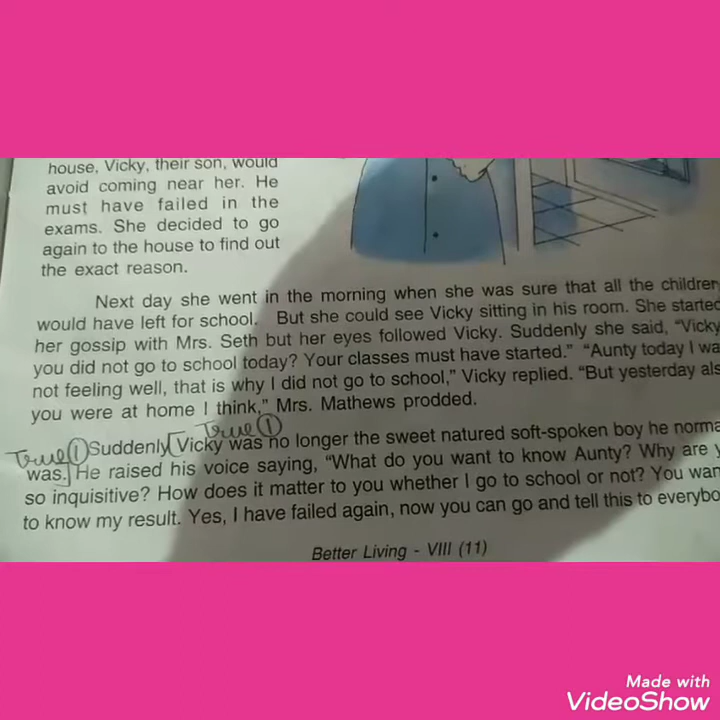 house, Vicky, their son, would
avoid coming near her. He
must have failed in the
exams. She decided to go
again to the house to find out
the exact reason.
Next day she went in the morning when she was sure that all the children
would have left for school. But she could see Vicky sitting in his room. She started
her gossip with Mrs. Seth but her eyes followed Vicky. Suddenly she said, “Vicky
you did not go to school today? Your classes must have started.” “Aunty today I wa
not feeling well, that is why I did not go to school,” Vicky replied. “But yesterday als
you were at home I think,” Mrs. Mathews prodded.
True ① True ①
Suddenly [Vicky was no longer the sweet natured soft-spoken boy he norma
was.] He raised his voice saying, “What do you want to know Aunty? Why are y
so inquisitive? How does it matter to you whether I go to school or not? You wan
to know my result. Yes, I have failed again, now you can go and tell this to everybo
Better Living - VIII (11)
Made with
VideoShow